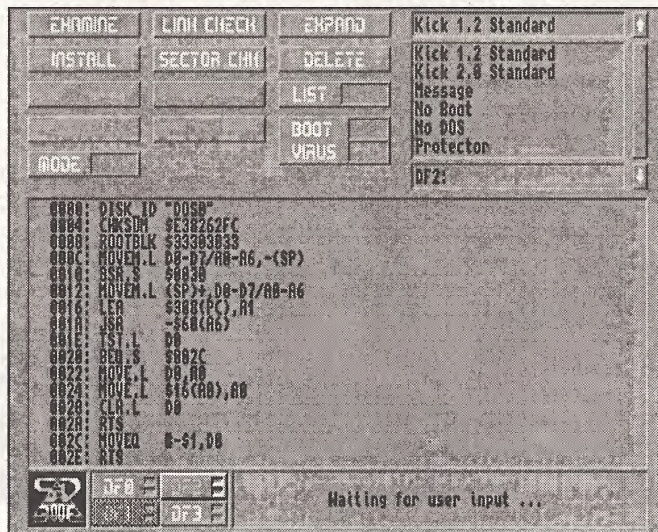 EXAMINE
LINK CHECK
EXPAND
INSTALL
SECTOR CHK
DELETE
LIST
BOOT
VIRUS
MODE
Kick 1.2 Standard
Kick 1.2 Standard
Kick 2.0 Standard
Message
No Boot
No DOS
Protector
DF2:
0000: DISK_ID "DOS0"
0004: CHKSUM $E38262FC
0008: ROOTBLK $33303833
000C: MOVEM.L D0-D7/A0-A6,-(SP)
0010: BSR.S $0030
0012: MOVEM.L (SP)+,D0-D7/A0-A6
0016: LEA $308(PC),A1
001A: JSR -$60(A6)
001E: TST.L D0
0020: BEQ.S $002C
0022: MOVE.L D0,A0
0024: MOVE.L $16(A0),A0
0028: CLR.L D0
002A: RTS
002C: MOVEQ #-$1,D0
002E: RTS
DF0
DF3
Waiting for user input ...